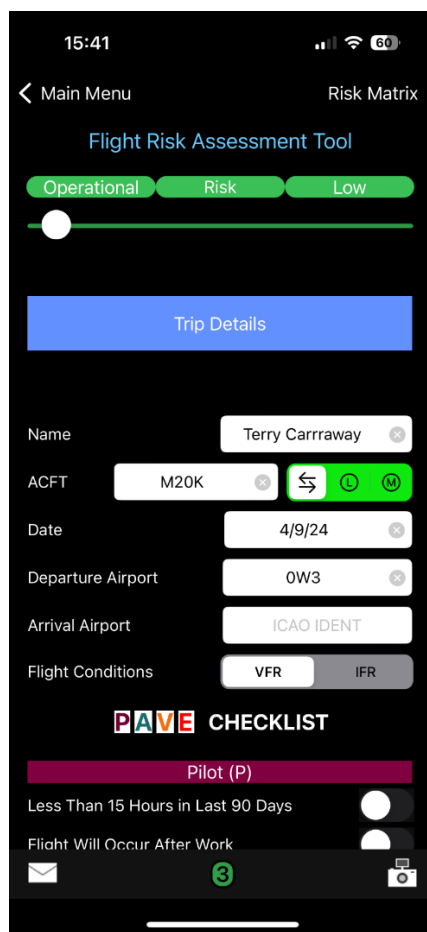 15:41 60
Main Menu Risk Matrix
Flight Risk Assessment Tool
Operational Risk Low
Trip Details
Name Terry Carrraway
ACFT M20K L M
Date 4/9/24
Departure Airport 0W3
Arrival Airport ICAO IDENT
Flight Conditions VFR IFR
PAVE CHECKLIST
Pilot (P)
Less Than 15 Hours in Last 90 Days
Flight Will Occur After Work
3